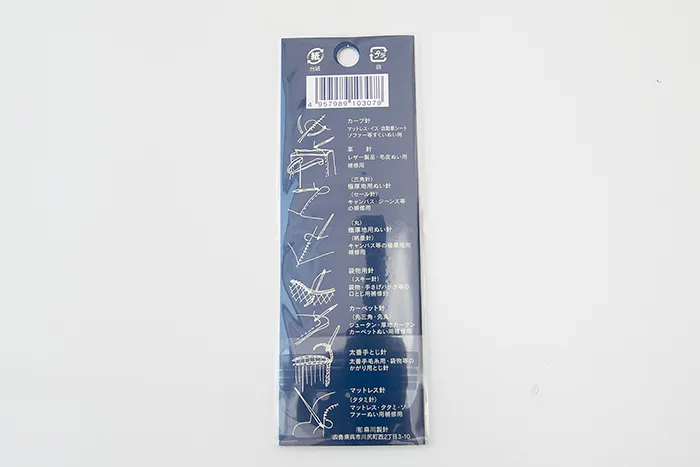 紙
台紙
プラ
袋
4 957989 103076
カーブ針
マットレス・イス・自動車シート
ソファー等すくいぬい用
革 針
レザー製品・毛皮ぬい用
補修用
(三角針)
極厚地用ぬい針
(セール針)
キャンバス・ジーンズ等
の補修用
(丸)
極厚地用ぬい針
(帆畳針)
キャンバス等の極厚地用
補修用
袋物用針
(スキー針)
袋物・手さげバッグ等の
口とじ用補修針
カーペット針
(先三角・先丸)
ジュータン・厚地カーテン
カーペットぬい用補修用
太番手とじ針
太番手毛糸用・袋物等の
かがり用とじ針
マットレス針
(タタミ針)
マットレス・タタミ・ソ
ファーぬい用補修用
㈲森川製針
広島県呉市川尻町西2丁目3-10